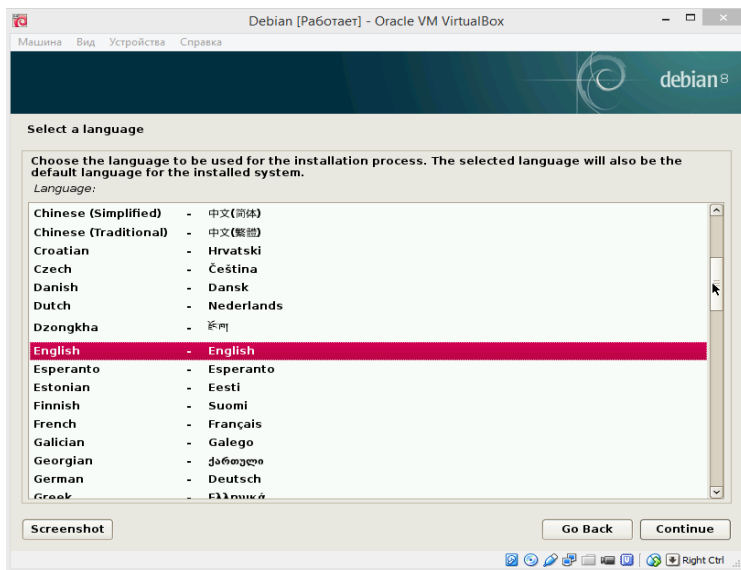 Debian [Работает] - Oracle VM VirtualBox
Машина Вид Устройства Справка
debian 8
Select a language
Choose the language to be used for the installation process. The selected language will also be the
default language for the installed system.
Language:
Chinese (Simplified) - 中文(简体)
Chinese (Traditional) - 中文(繁體)
Croatian - Hrvatski
Czech - Čeština
Danish - Dansk
Dutch - Nederlands
Dzongkha - རྫོང་ཁ།
English - English
Esperanto - Esperanto
Estonian - Eesti
Finnish - Suomi
French - Français
Galician - Galego
Georgian - ქართული
German - Deutsch
Greek - Ελληνικά
Screenshot Go Back Continue
Right Ctrl